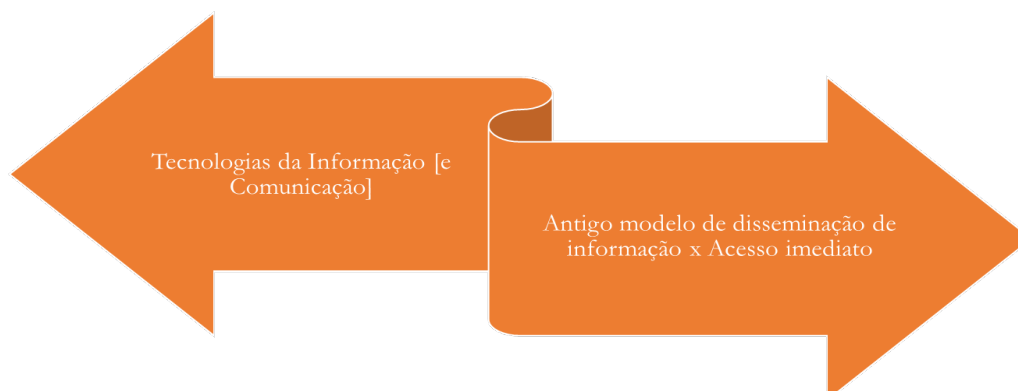 Tecnologias da Informação [e
Comunicação]
Antigo modelo de disseminação de
informação x Acesso imediato